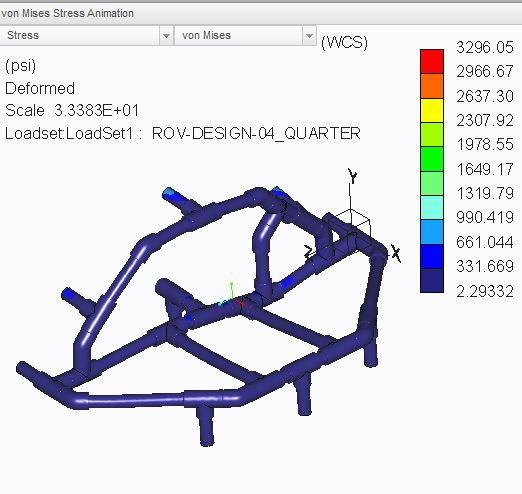 von Mises Stress Animation
Stress
von Mises
(WCS)
(psi)
Deformed
Scale 3.3383E+01
Loadset:LoadSet1 : ROV-DESIGN-04_QUARTER
3296.05
2966.67
2637.30
2307.92
1978.55
1649.17
1319.79
990.419
661.044
331.669
2.29332
Y
Z
X